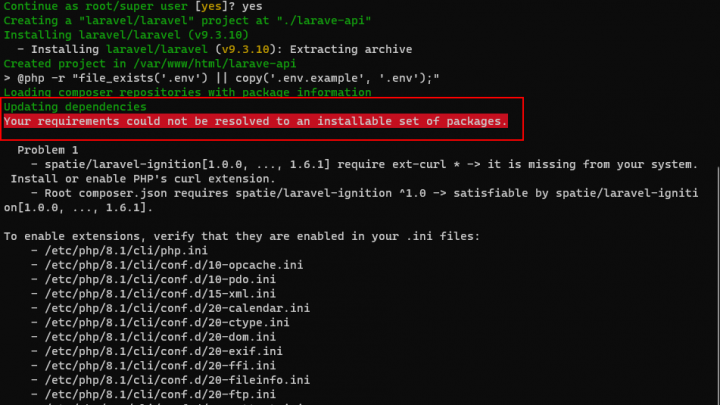 Continue as root/super user [yes]? yes
Creating a "laravel/laravel" project at "./larave-api"
Installing laravel/laravel (v9.3.10)
- Installing laravel/laravel (v9.3.10): Extracting archive
Created project in /var/www/html/larave-api
> @php -r "file_exists('.env') || copy('.env.example', '.env');"
Loading composer repositories with package information
Updating dependencies
Your requirements could not be resolved to an installable set of packages.
Problem 1
- spatie/laravel-ignition[1.0.0, ..., 1.6.1] require ext-curl * -> it is missing from your system.
Install or enable PHP's curl extension.
- Root composer.json requires spatie/laravel-ignition ^1.0 -> satisfiable by spatie/laravel-igniti
on[1.0.0, ..., 1.6.1].
To enable extensions, verify that they are enabled in your .ini files:
- /etc/php/8.1/cli/php.ini
- /etc/php/8.1/cli/conf.d/10-opcache.ini
- /etc/php/8.1/cli/conf.d/10-pdo.ini
- /etc/php/8.1/cli/conf.d/15-xml.ini
- /etc/php/8.1/cli/conf.d/20-calendar.ini
- /etc/php/8.1/cli/conf.d/20-ctype.ini
- /etc/php/8.1/cli/conf.d/20-dom.ini
- /etc/php/8.1/cli/conf.d/20-exif.ini
- /etc/php/8.1/cli/conf.d/20-ffi.ini
- /etc/php/8.1/cli/conf.d/20-fileinfo.ini
- /etc/php/8.1/cli/conf.d/20-ftp.ini